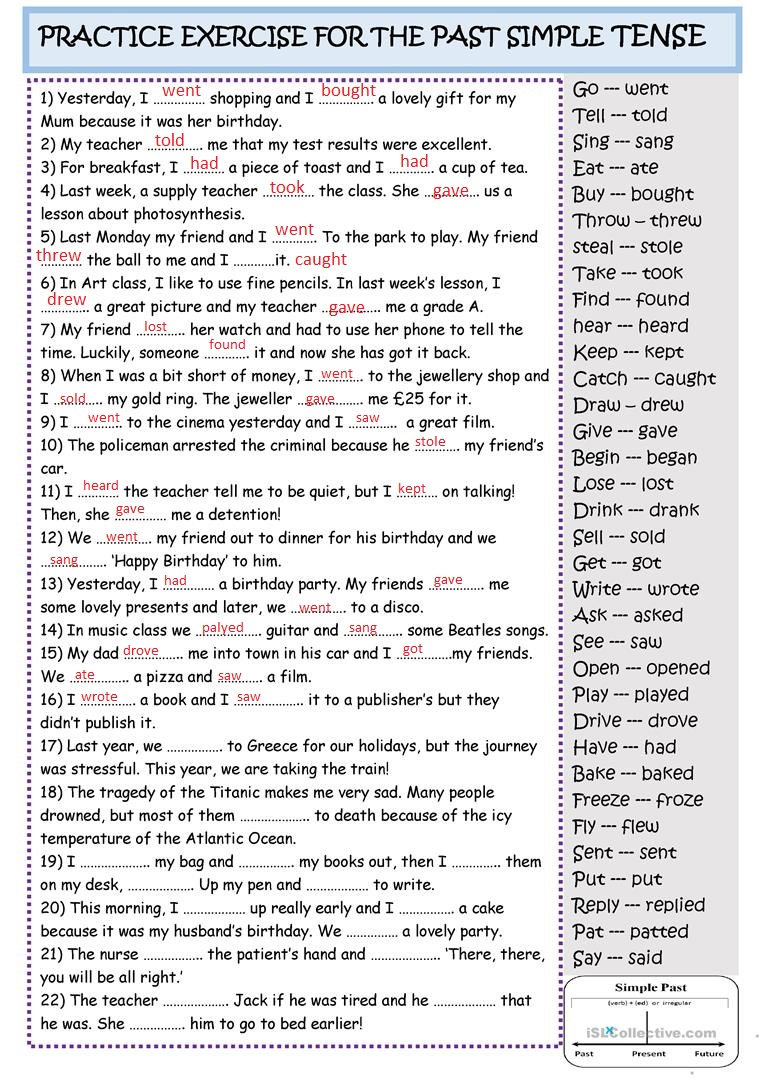 PRACTICE EXERCISE FOR THE PAST SIMPLE TENSE
1) Yesterday, I ....went.... shopping and I ....bought.... a lovely gift for my
Mum because it was her birthday.
2) My teacher ....told.... me that my test results were excellent.
3) For breakfast, I ....had.... a piece of toast and I ....had.... a cup of tea.
4) Last week, a supply teacher ....took.... the class. She ....gave.... us a
lesson about photosynthesis.
5) Last Monday my friend and I ....went.... To the park to play. My friend
....threw.... the ball to me and I ............it. caught
6) In Art class, I like to use fine pencils. In last week's lesson, I
....drew.... a great picture and my teacher ....gave.... me a grade A.
7) My friend ....lost.... her watch and had to use her phone to tell the
time. Luckily, someone ....found.... it and now she has got it back.
8) When I was a bit short of money, I ....went.... to the jewellery shop and
I ....sold.... my gold ring. The jeweller ....gave.... me £25 for it.
9) I ....went.... to the cinema yesterday and I ....saw.... a great film.
10) The policeman arrested the criminal because he ....stole.... my friend's
car.
11) I ....heard.... the teacher tell me to be quiet, but I ....kept.... on talking!
Then, she ....gave.... me a detention!
12) We ....went.... my friend out to dinner for his birthday and we
....sang.... 'Happy Birthday' to him.
13) Yesterday, I ....had.... a birthday party. My friends ....gave.... me
some lovely presents and later, we ....went.... to a disco.
14) In music class we ....palyed.... guitar and ....sang.... some Beatles songs.
15) My dad ....drove.... me into town in his car and I ....got....my friends.
We ....ate.... a pizza and ....saw.... a film.
16) I ....wrote.... a book and I ....saw.... it to a publisher's but they
didn't publish it.
17) Last year, we ............... to Greece for our holidays, but the journey
was stressful. This year, we are taking the train!
18) The tragedy of the Titanic makes me very sad. Many people
drowned, but most of them ................... to death because of the icy
temperature of the Atlantic Ocean.
19) I ................... my bag and ............... my books out, then I ............. them
on my desk, .................. Up my pen and ................. to write.
20) This morning, I ................. up really early and I ............... a cake
because it was my husband's birthday. We .............. a lovely party.
21) The nurse ................ the patient's hand and .................. 'There, there,
you will be all right.'
22) The teacher .................. Jack if he was tired and he ................. that
he was. She ............... him to go to bed earlier!
Go --- went
Tell --- told
Sing --- sang
Eat --- ate
Buy --- bought
Throw – threw
steal --- stole
Take --- took
Find --- found
hear --- heard
Keep --- kept
Catch --- caught
Draw – drew
Give --- gave
Begin --- began
Lose --- lost
Drink --- drank
Sell --- sold
Get --- got
Write --- wrote
Ask --- asked
See --- saw
Open --- opened
Play --- played
Drive --- drove
Have --- had
Bake --- baked
Freeze --- froze
Fly --- flew
Sent --- sent
Put --- put
Reply --- replied
Pat --- patted
Say --- said
Simple Past
(verb) + (ed) or irregular
x
iSLCollective.com
Past Present Future